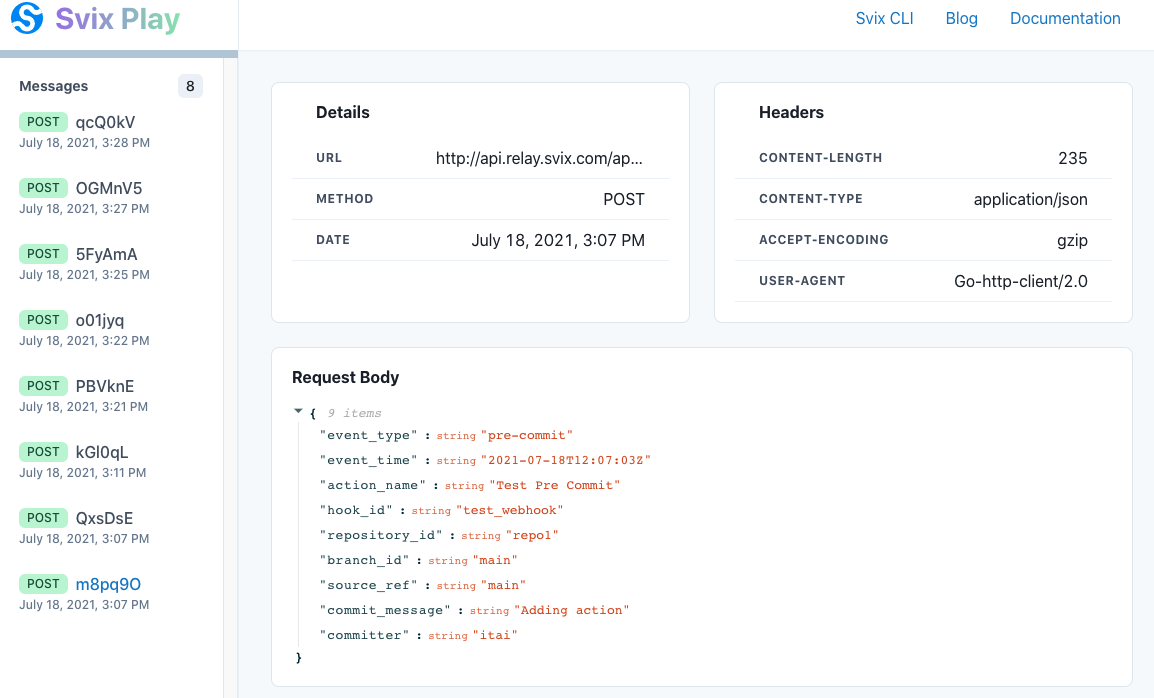 Svix Play
Svix CLI Blog Documentation
Messages 8
POST qcQ0kV
July 18, 2021, 3:28 PM
POST OGMnV5
July 18, 2021, 3:27 PM
POST 5FyAmA
July 18, 2021, 3:25 PM
POST o01jyq
July 18, 2021, 3:22 PM
POST PBVknE
July 18, 2021, 3:21 PM
POST kGl0qL
July 18, 2021, 3:11 PM
POST QxsDsE
July 18, 2021, 3:07 PM
POST m8pq9O
July 18, 2021, 3:07 PM
Details
URL http://api.relay.svix.com/ap...
METHOD POST
DATE July 18, 2021, 3:07 PM
Headers
CONTENT-LENGTH 235
CONTENT-TYPE application/json
ACCEPT-ENCODING gzip
USER-AGENT Go-http-client/2.0
Request Body
{ 9 items
"event_type" : string "pre-commit"
"event_time" : string "2021-07-18T12:07:03Z"
"action_name" : string "Test Pre Commit"
"hook_id" : string "test_webhook"
"repository_id" : string "repo1"
"branch_id" : string "main"
"source_ref" : string "main"
"commit_message" : string "Adding action"
"committer" : string "itai"
}